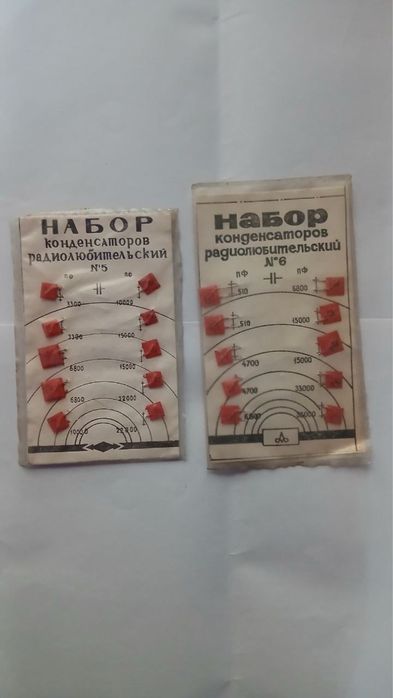 НАБОР
конденсаторов
радиолюбительский
№5
пФ пФ
3300 10000
3300 15000
6800 15000
6800 22000
10000 22000
НАБОР
конденсаторов
радиолюбительский
№6
пФ пФ
510 6800
510 15000
4700 15000
4700 33000
6800